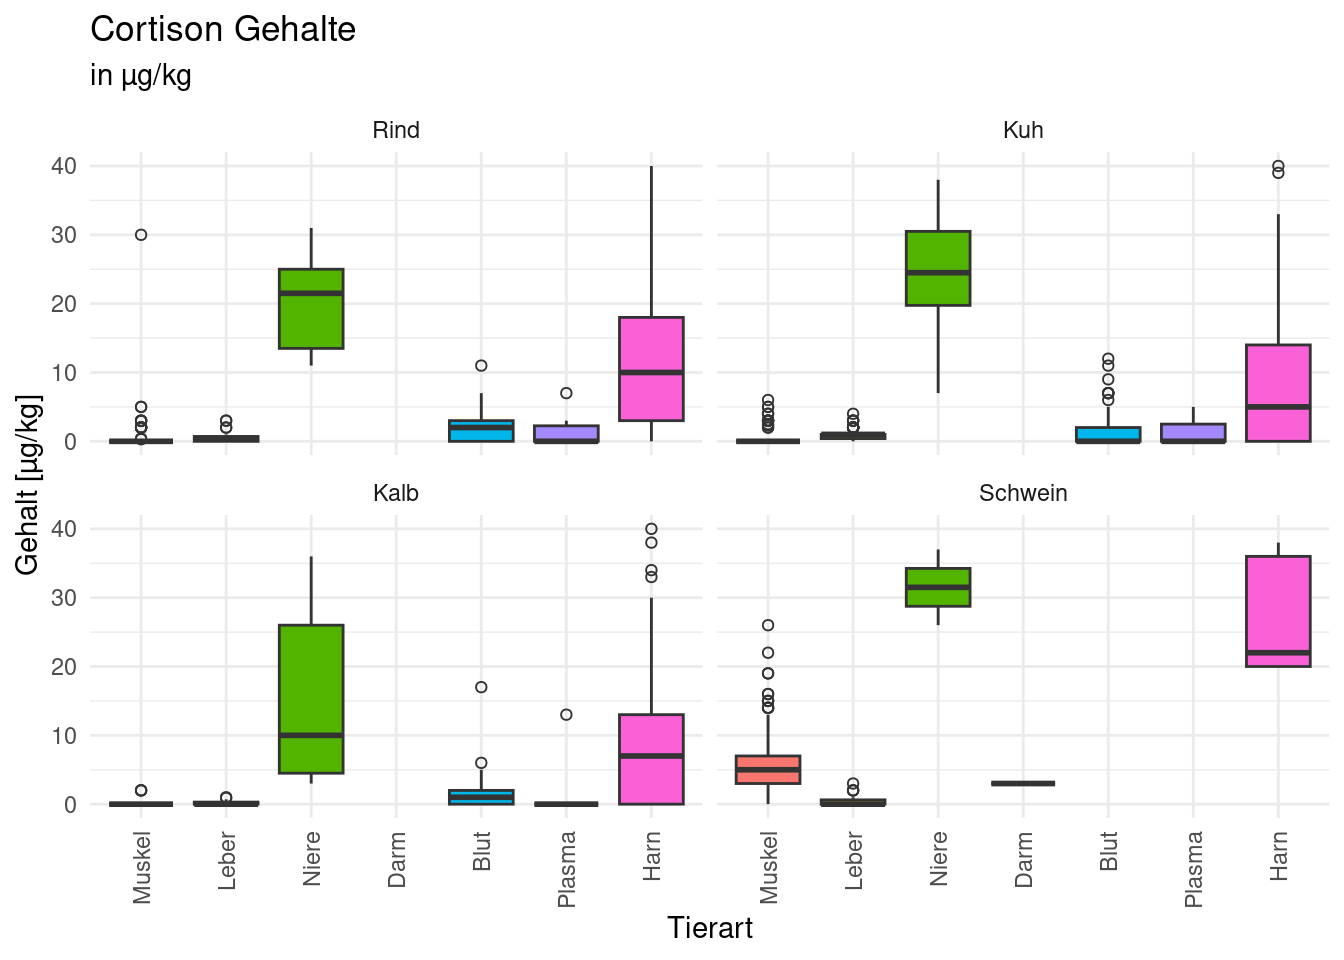 Cortison Gehalte
in µg/kg
Rind
Kuh
40
30
20
10
0
Kalb
Schwein
40
30
20
10
0
Gehalt [µg/kg]
Muskel
Leber
Niere
Darm
Blut
Plasma
Harn
Muskel
Leber
Niere
Darm
Blut
Plasma
Harn
Tierart